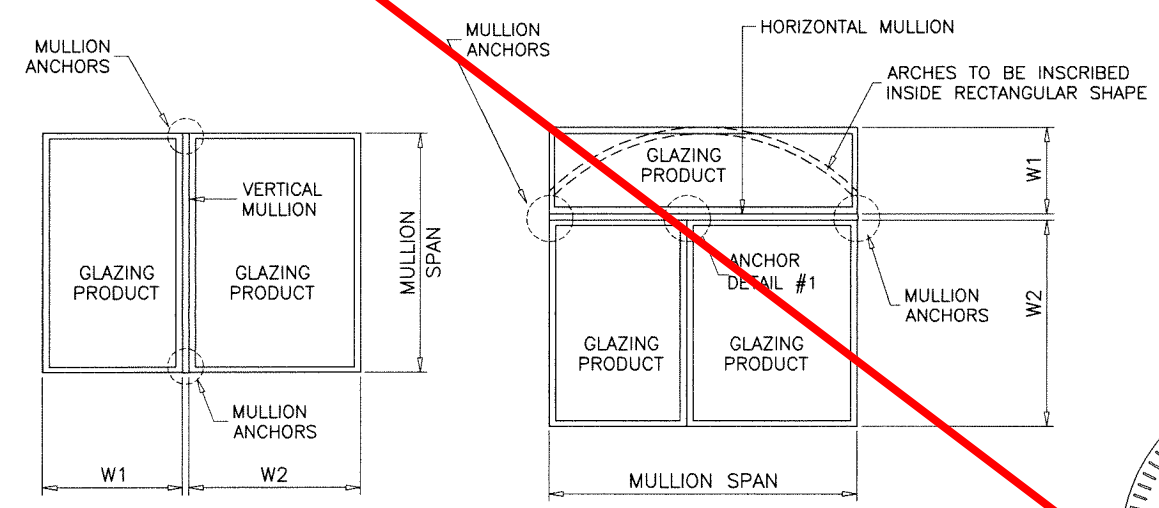 MULLION
ANCHORS
VERTICAL
MULLION
GLAZING
PRODUCT
GLAZING
PRODUCT
MULLION
SPAN
MULLION
ANCHORS
W1
W2
MULLION
ANCHORS
HORIZONTAL MULLION
ARCHES TO BE INSCRIBED
INSIDE RECTANGULAR SHAPE
GLAZING
PRODUCT
W1
ANCHOR
DETAIL #1
MULLION
ANCHORS
W2
GLAZING
PRODUCT
GLAZING
PRODUCT
MULLION SPAN